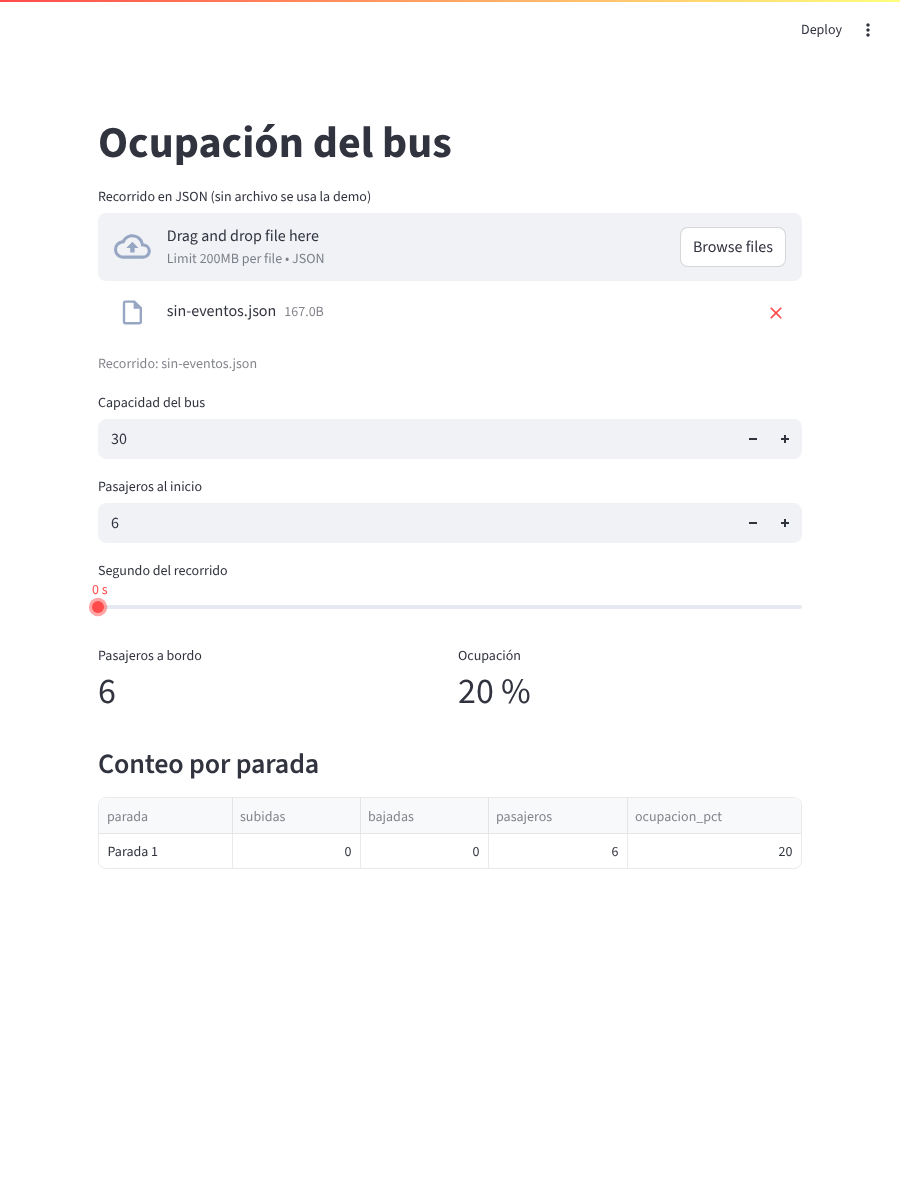 Deploy
Ocupación del bus
Recorrido en JSON (sin archivo se usa la demo)
Drag and drop file here
Limit 200MB per file • JSON
Browse files
sin-eventos.json 167.0B
Recorrido: sin-eventos.json
Capacidad del bus
30
Pasajeros al inicio
6
Segundo del recorrido
0 s
Pasajeros a bordo Ocupación
6 20 %
Conteo por parada
parada subidas bajadas pasajeros ocupacion_pct
Parada 1 0 0 6 20